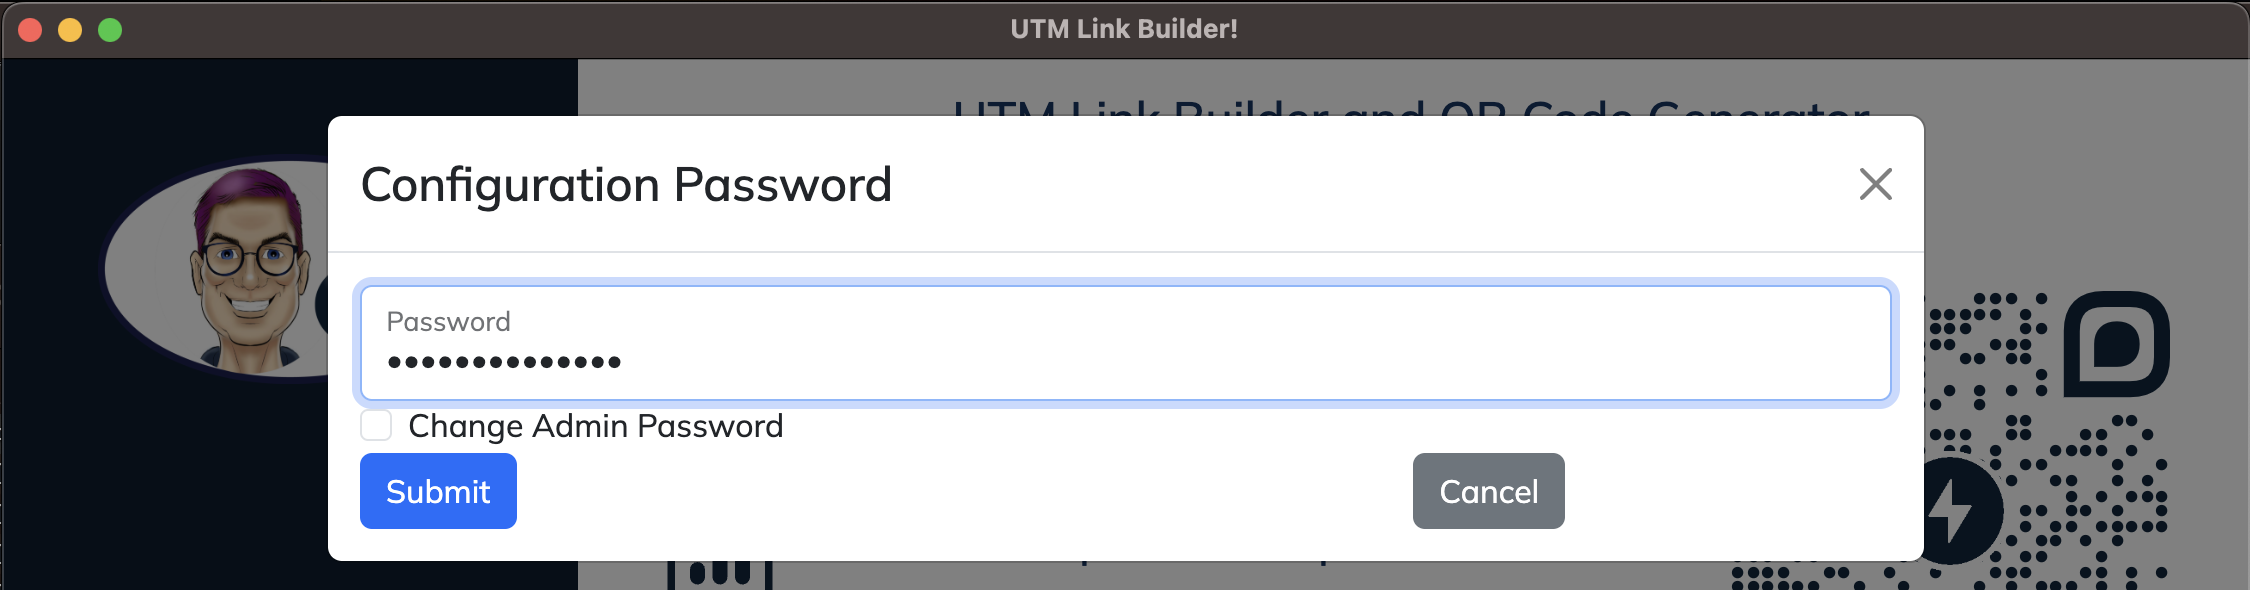 UTM Link Builder!
UTM Link Builder and QR Code Generator
Configuration Password
Password
••••••••••••••
Change Admin Password
Submit
Cancel